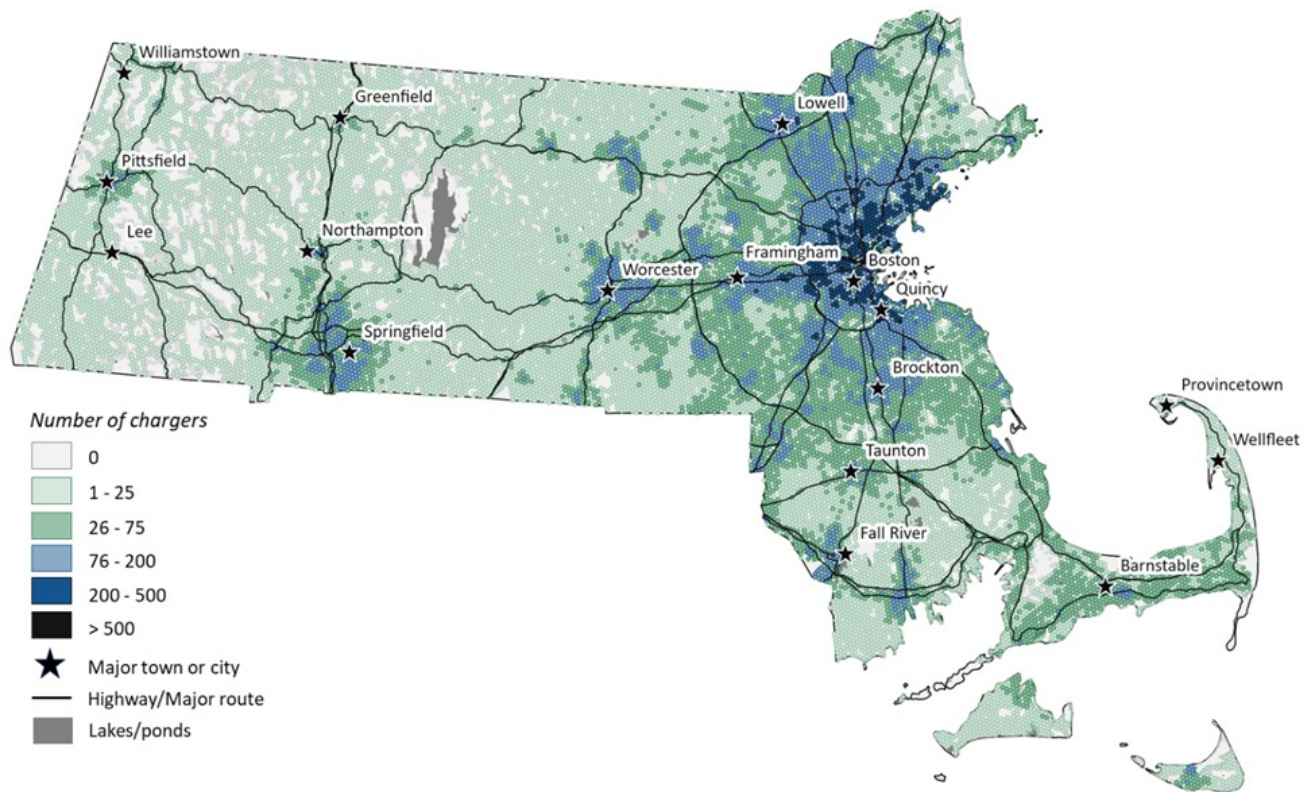 Williamstown
Greenfield
Lowell
Pittsfield
Lee
Northampton
Worcester
Framingham
Boston
Quincy
Springfield
Brockton
Provincetown
Wellfleet
Taunton
Fall River
Barnstable
Number of chargers
0
1 - 25
26 - 75
76 - 200
200 - 500
> 500
Major town or city
Highway/Major route
Lakes/ponds